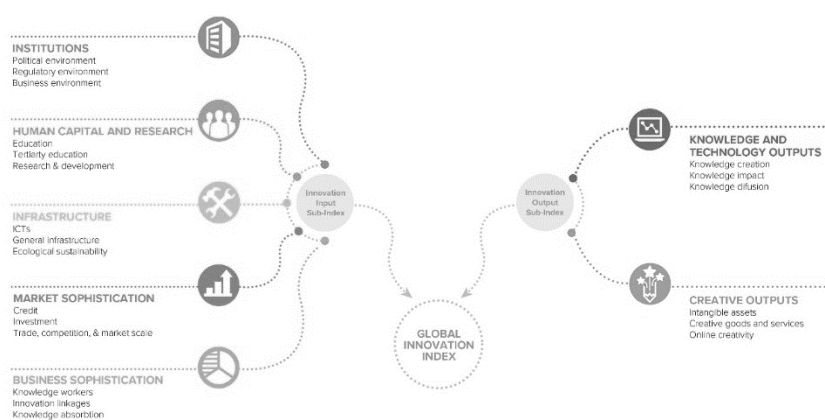 INSTITUTIONS
Political environment
Regulatory environment
Business environment
HUMAN CAPITAL AND RESEARCH
Education
Tertiarty education
Research & development
INFRASTRUCTURE
ICTs
General infrastructure
Ecological sustainability
MARKET SOPHISTICATION
Credit
Investment
Trade, competition, & market scale
BUSINESS SOPHISTICATION
Knowledge workers
Innovation linkages
Knowledge absorbtion
Innovation
Input
Sub-Index
GLOBAL
INNOVATION
INDEX
Innovation
Output
Sub-Index
KNOWLEDGE AND
TECHNOLOGY OUTPUTS
Knowledge creation
Knowledge impact
Knowledge difusion
CREATIVE OUTPUTS
Intangible assets
Creative goods and services
Online creativity